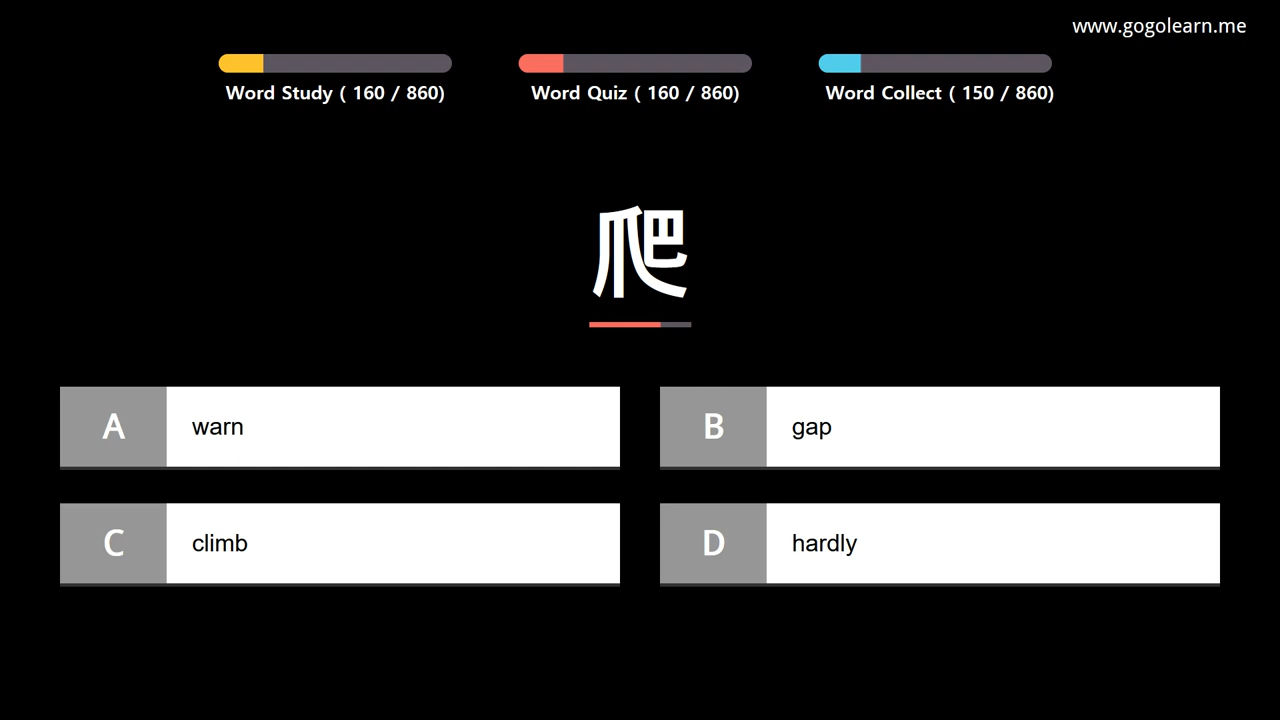 www.gogolearn.me
Word Study ( 160 / 860)
Word Quiz ( 160 / 860)
Word Collect ( 150 / 860)
爬
A warn
B gap
C climb
D hardly